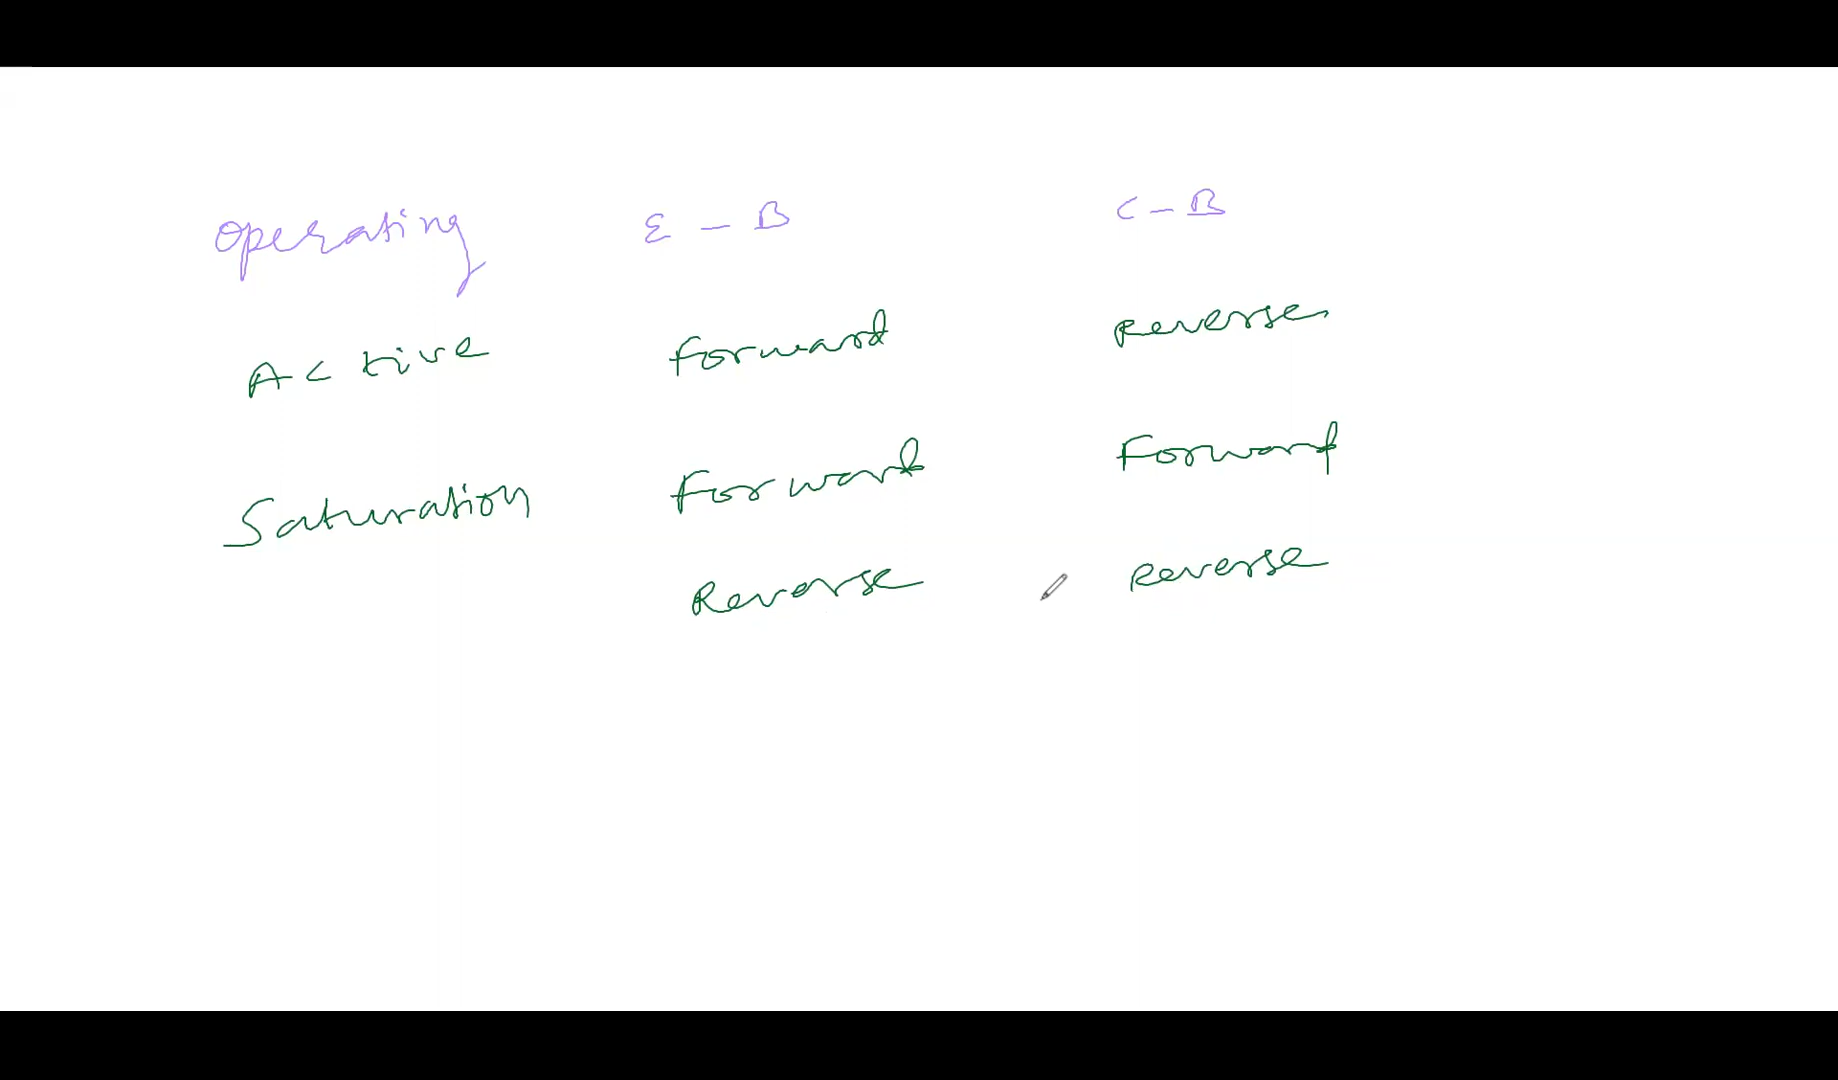 Operating E - B C - B
Active Forward Reverse
Saturation Forward Forward
Reverse Reverse